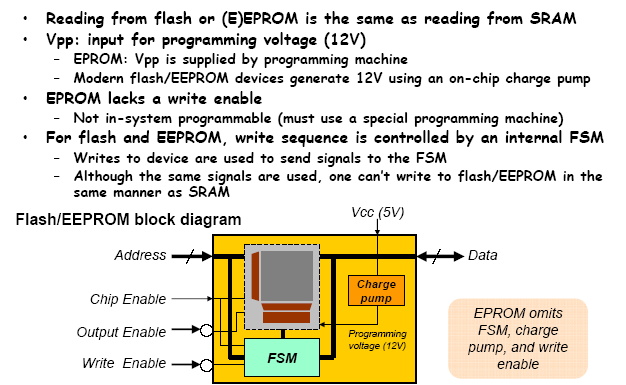 • Reading from flash or (E)EPROM is the same as reading from SRAM
• Vpp: input for programming voltage (12V)
– EPROM: Vpp is supplied by programming machine
– Modern flash/EEPROM devices generate 12V using an on-chip charge pump
• EPROM lacks a write enable
– Not in-system programmable (must use a special programming machine)
• For flash and EEPROM, write sequence is controlled by an internal FSM
– Writes to device are used to send signals to the FSM
– Although the same signals are used, one can't write to flash/EEPROM in the
same manner as SRAM
Flash/EEPROM block diagram
Vcc (5V)
Address
Data
Chip Enable
Charge
pump
Output Enable
Programming
voltage (12V)
Write Enable
FSM
EPROM omits
FSM, charge
pump, and write
enable